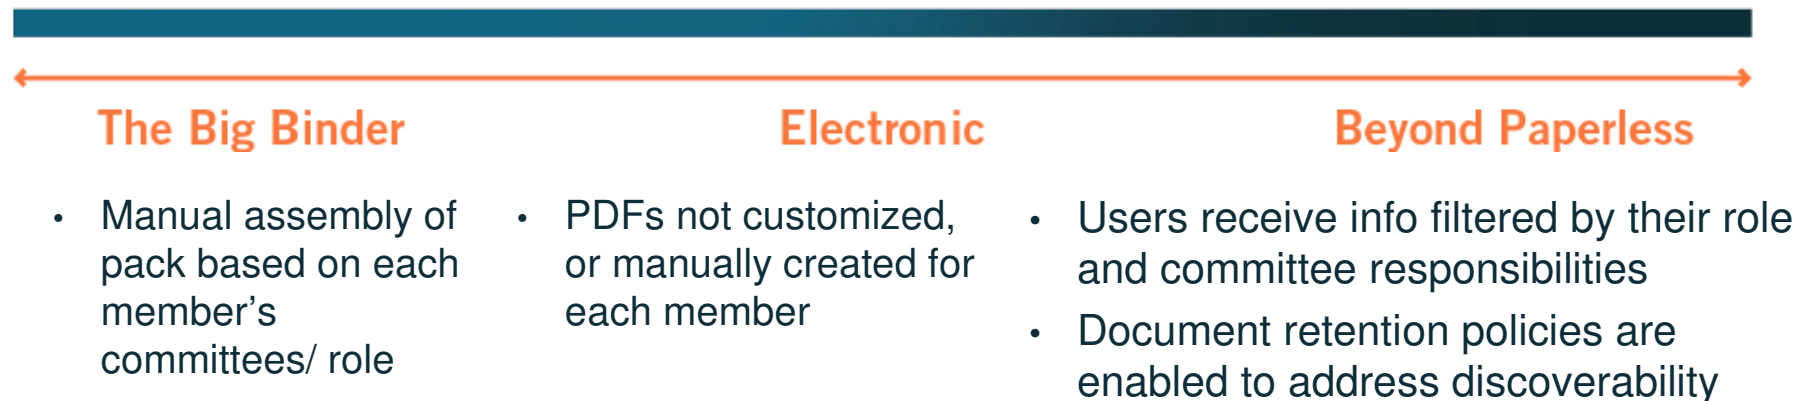 The Big Binder
Electronic
Beyond Paperless
• Manual assembly of
pack based on each
member’s
committees/ role
• PDFs not customized,
or manually created for
each member
• Users receive info filtered by their role
and committee responsibilities
• Document retention policies are
enabled to address discoverability